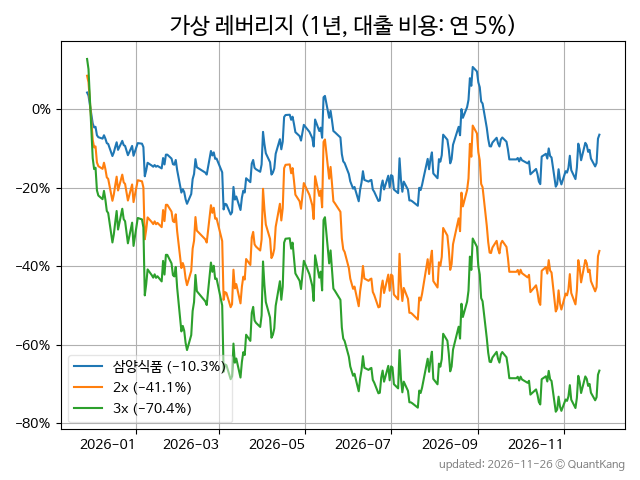 가상 레버리지 (1년, 대출 비용: 연 5%)
0%
−20%
−40%
−60%
−80%
삼양식품 (−10.3%)
2x (−41.1%)
3x (−70.4%)
2026-01 2026-03 2026-05 2026-07 2026-09 2026-11
updated: 2026-11-26 © QuantKang